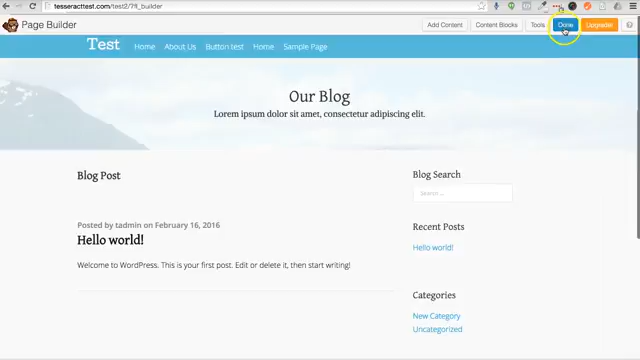 tesseracttest.com/test2/?fl_builder
Page Builder
Add Content
Content Blocks
Tools
Done
Upgrade!
?
Test
Home
About Us
Button test
Home
Sample Page
Our Blog
Lorem ipsum dolor sit amet, consectetur adipiscing elit.
Blog Post
Blog Search
Search ...
Posted by tadmin on February 16, 2016
Hello world!
Welcome to WordPress. This is your first post. Edit or delete it, then start writing!
Recent Posts
Hello world!
Categories
New Category
Uncategorized